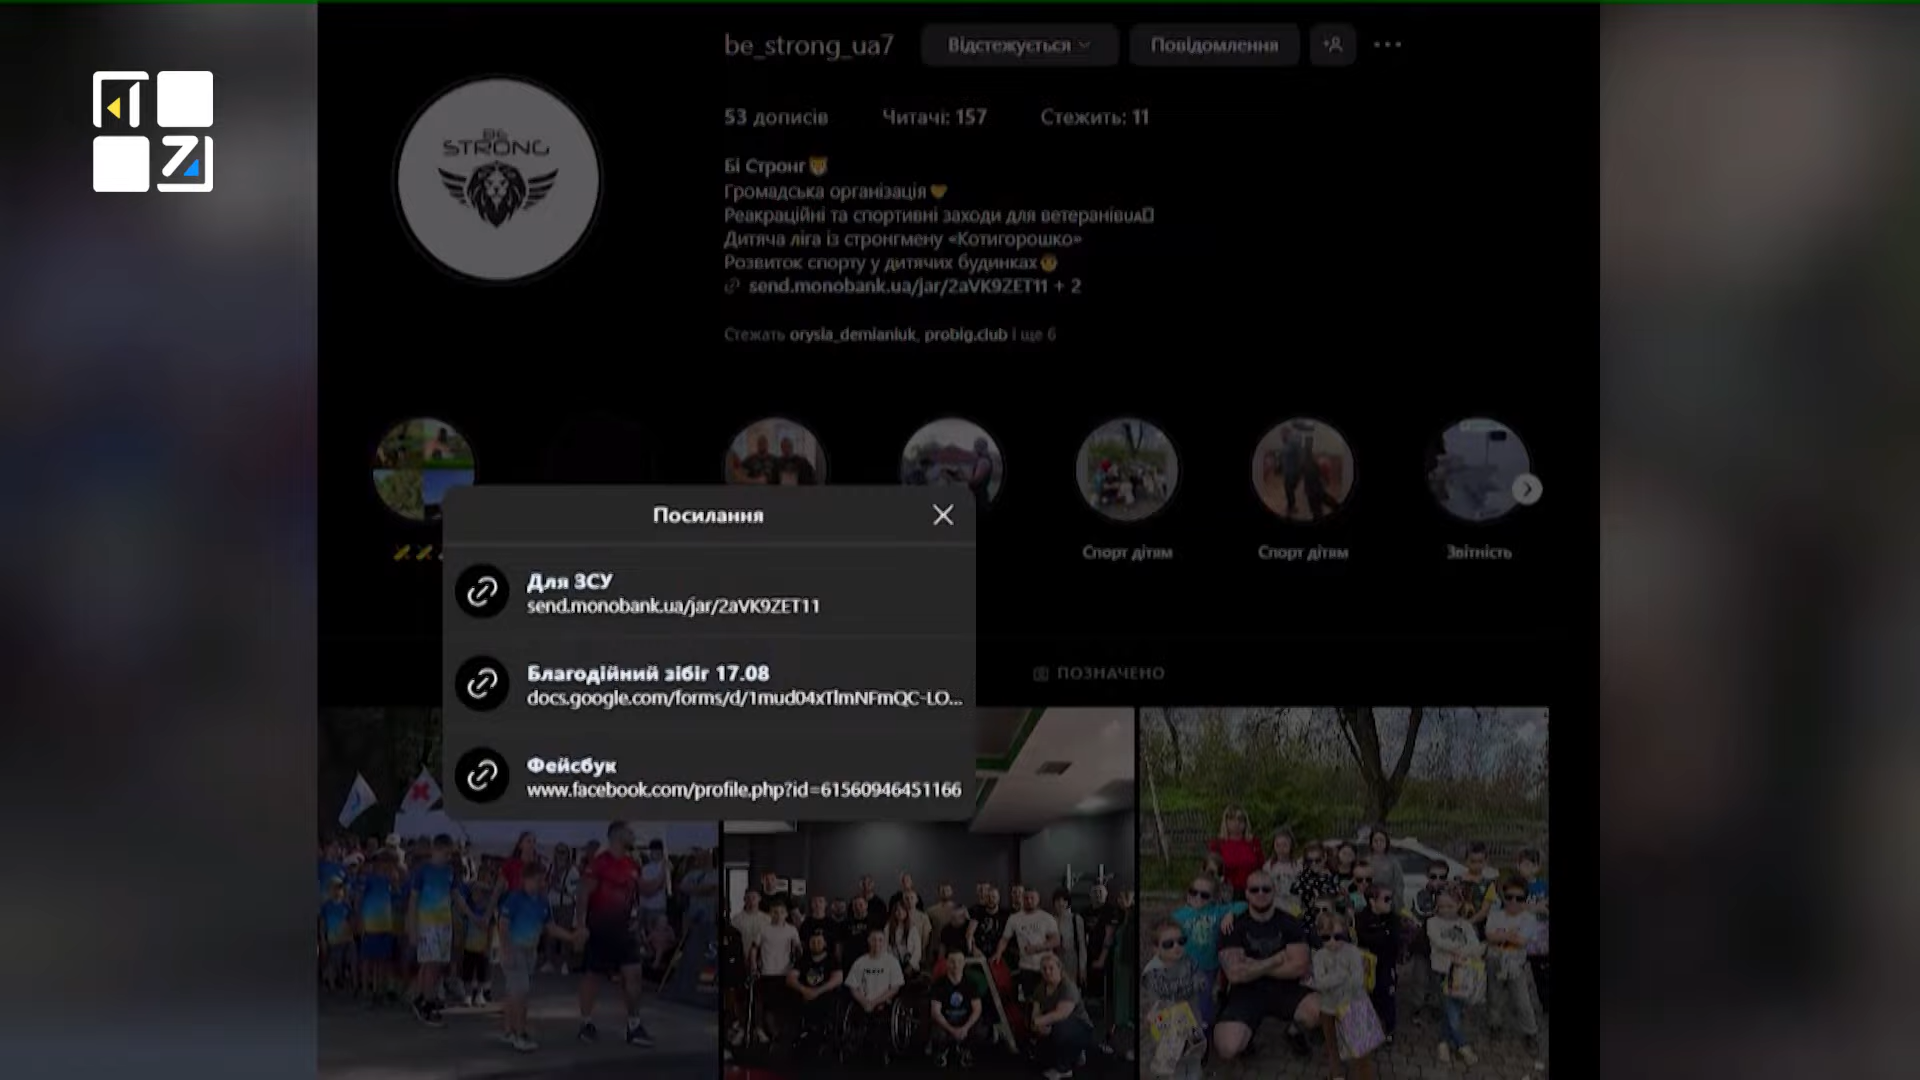 be_strong_ua7
Відстежується
Повідомлення
53 дописів
Читачі: 157
Стежить: 11
BE
STRONG
Бі Стронг
Громадська організація
Реакраційні та спортивні заходи для ветеранів
Дитяча ліга із стронгмену «Котигорошко»
Розвиток спорту у дитячих будинках
send.monobank.ua/jar/2aVK9ZET11 + 2
Стежать orysia_demianiuk, probig.club і ще 6
Спорт дітям
Спорт дітям
Звітність
Посилання
Для ЗСУ
send.monobank.ua/jar/2aVK9ZET11
Благодійний зібіг 17.08
docs.google.com/forms/d/1mud04xTlmNFmQC-LO...
Фейсбук
www.facebook.com/profile.php?id=61560946451166
ПОЗНАЧЕНО